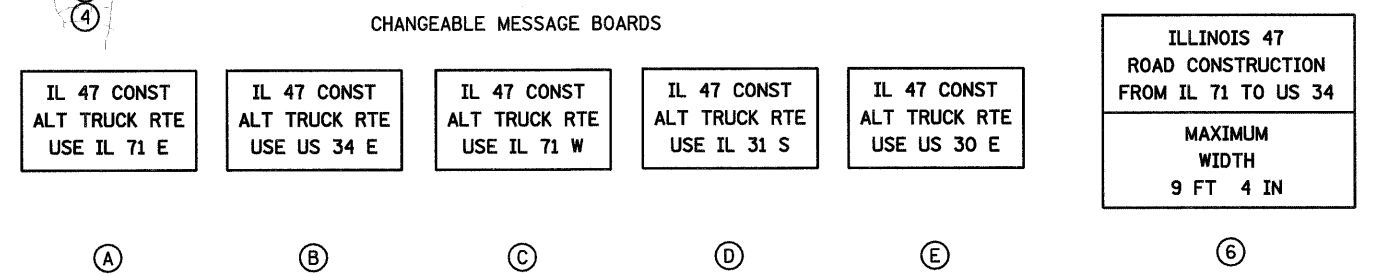 4
CHANGEABLE MESSAGE BOARDS
IL 47 CONST
ALT TRUCK RTE
USE IL 71 E
A
IL 47 CONST
ALT TRUCK RTE
USE US 34 E
B
IL 47 CONST
ALT TRUCK RTE
USE IL 71 W
C
IL 47 CONST
ALT TRUCK RTE
USE IL 31 S
D
IL 47 CONST
ALT TRUCK RTE
USE US 30 E
E
ILLINOIS 47
ROAD CONSTRUCTION
FROM IL 71 TO US 34
MAXIMUM
WIDTH
9 FT 4 IN
6